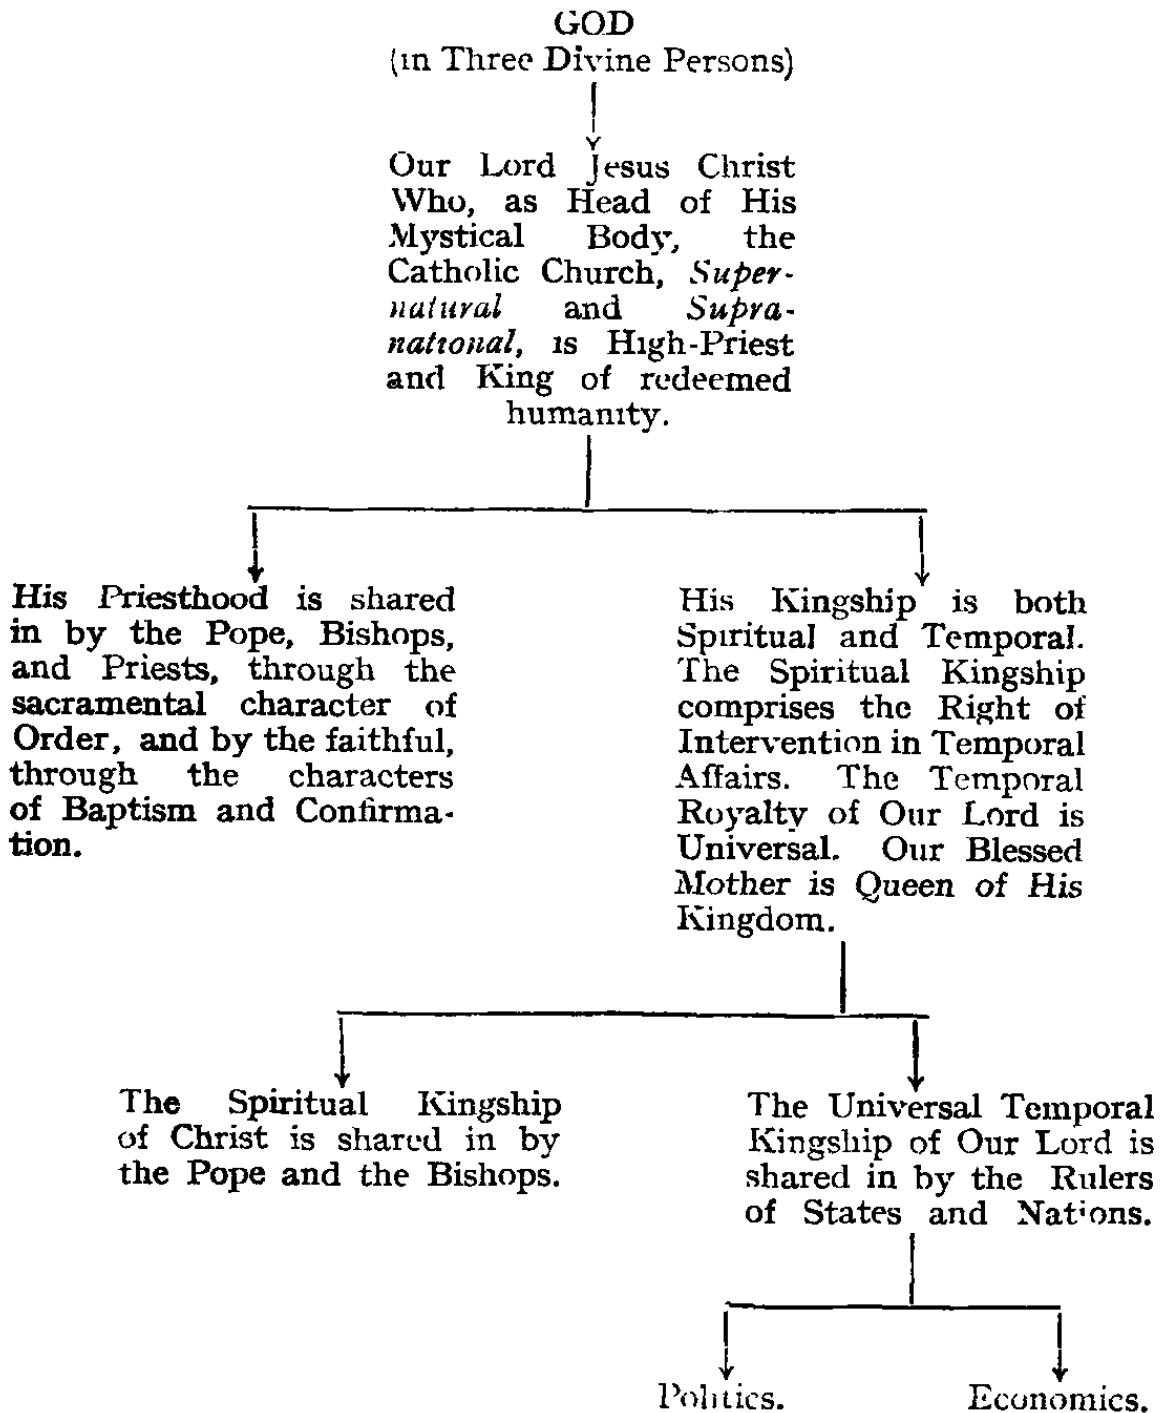 GOD
(in Three Divine Persons)
Our Lord Jesus Christ
Who, as Head of His
Mystical Body, the
Catholic Church, Super-
natural and Supra-
national, is High-Priest
and King of redeemed
humanity.
His Priesthood is shared
in by the Pope, Bishops,
and Priests, through the
sacramental character of
Order, and by the faithful,
through the characters
of Baptism and Confirma-
tion.
His Kingship is both
Spiritual and Temporal.
The Spiritual Kingship
comprises the Right of
Intervention in Temporal
Affairs. The Temporal
Royalty of Our Lord is
Universal. Our Blessed
Mother is Queen of His
Kingdom.
The Spiritual Kingship
of Christ is shared in by
the Pope and the Bishops.
The Universal Temporal
Kingship of Our Lord is
shared in by the Rulers
of States and Nations.
Politics.
Economics.